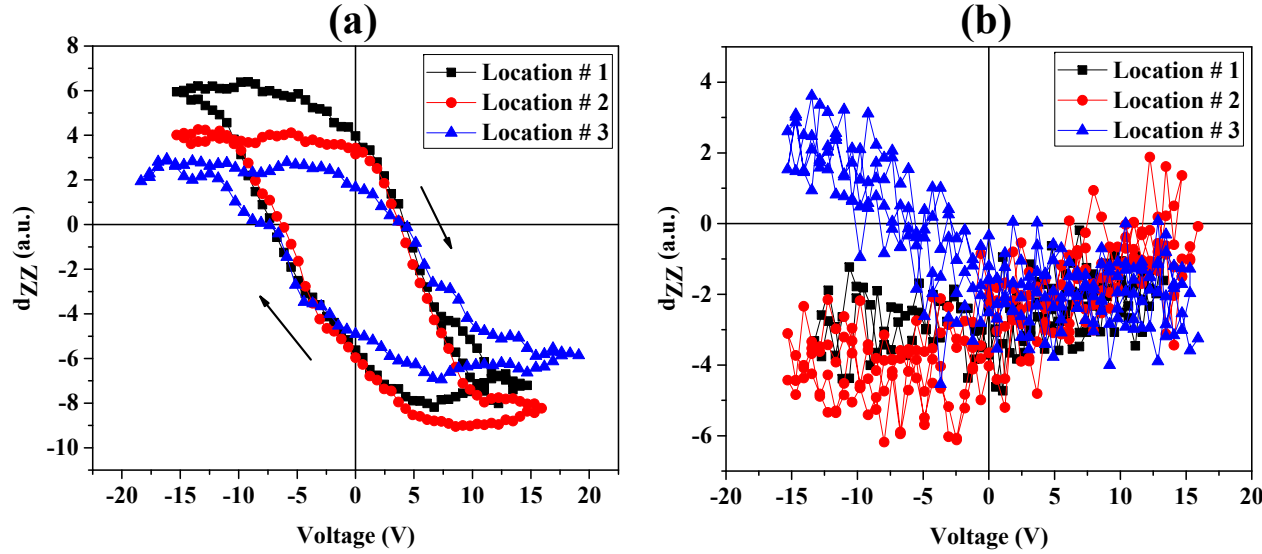 (a)
8
6
4
2
0
-2
-4
-6
-8
-10
-20 -15 -10 -5 0 5 10 15 20
dZZ (a.u.)
Voltage (V)
Location # 1
Location # 2
Location # 3
(b)
4
2
0
-2
-4
-6
-20 -15 -10 -5 0 5 10 15 20
dZZ (a.u.)
Voltage (V)
Location # 1
Location # 2
Location # 3